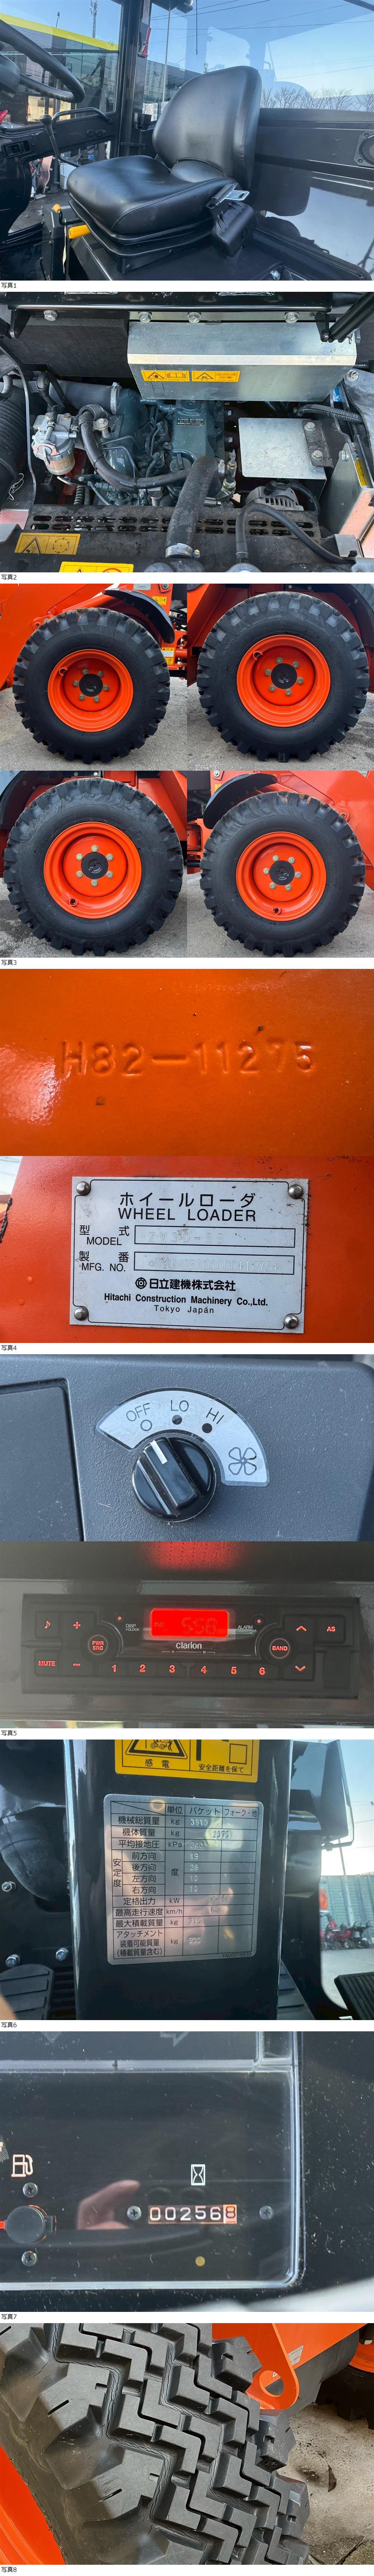 写真1
写真2
写真3
H82-11275
ホイールローダ
WHEEL LOADER
型 式
MODEL
製 番
MFG. NO.
日立建機株式会社
Hitachi Construction Machinery Co.,Ltd.
Tokyo Japan
写真4
OFF LO HI
PWR SRC
DISP
clarion
ALARM
BAND
AS
MUTE
1 2 3 4 5 6
5:50
写真5
感電 安全距離を保て
単位 バケット フォーク・他
機械総質量 kg
機体質量 kg
平均接地圧 kPa
安定度
前方向
後方向
度
左方向
右方向
定格出力 kW
最高走行速度 km/h
最大積載質量 kg
アタッチメント
装着可能質量 kg
(積載質量含む)
写真6
002568
写真7
写真8